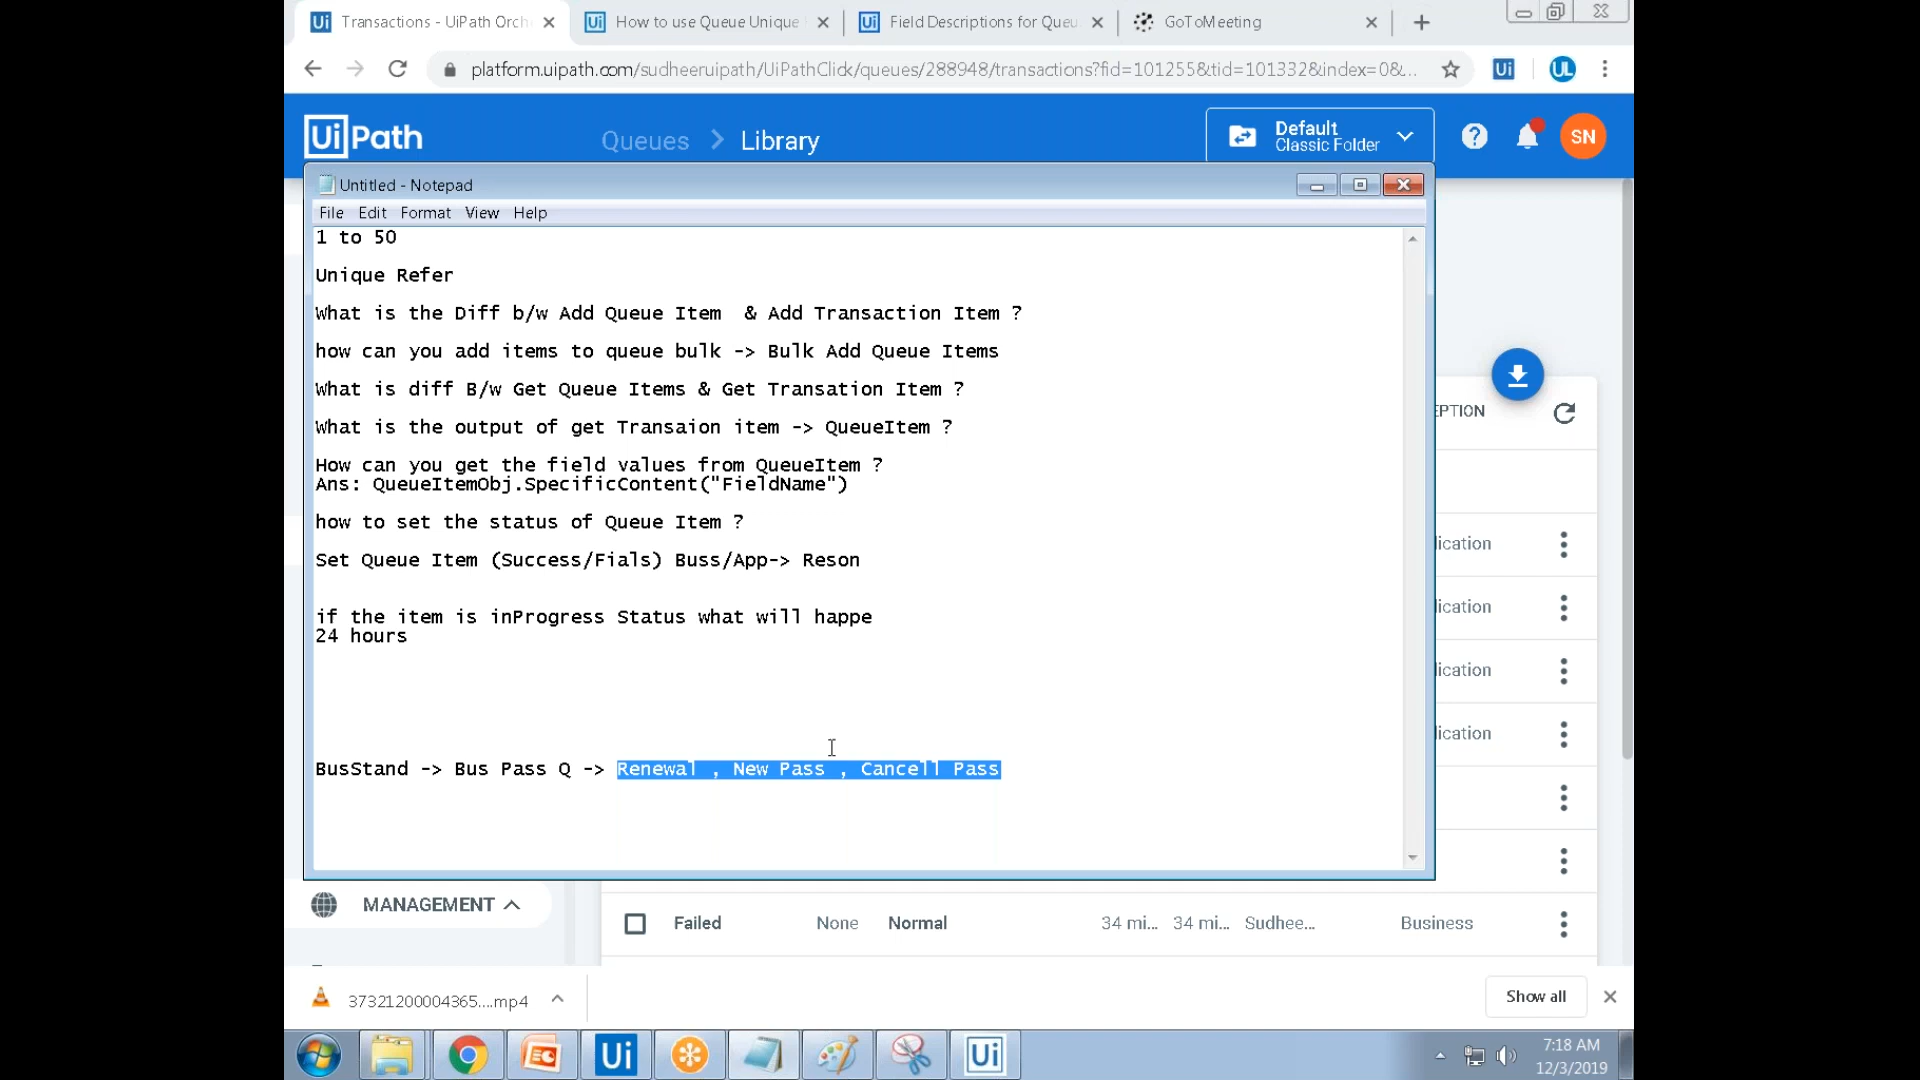 Transactions - UiPath Orch
How to use Queue Unique
Field Descriptions for Queu
GoToMeeting
platform.uipath.com/sudheeruipath/UiPathClick/queues/288948/transactions?fid=101255&tid=101332&index=0&...
Ui
UL
UiPath
Queues > Library
Default
Classic Folder
SN
Untitled - Notepad
File Edit Format View Help
1 to 50
Unique Refer
What is the Diff b/w Add Queue Item  & Add Transaction Item ?
how can you add items to queue bulk -> Bulk Add Queue Items
What is diff B/w Get Queue Items & Get Transation Item ?
What is the output of get Transaion item -> QueueItem ?
How can you get the field values from QueueItem ?
Ans: QueueItemObj.SpecificContent("FieldName")
how to set the status of Queue Item ?
Set Queue Item (Success/Fials) Buss/App-> Reson
if the item is inProgress Status what will happe
24 hours
BusStand -> Bus Pass Q -> Renewal , New Pass , Cancell Pass
EPTION
ication
ication
ication
ication
MANAGEMENT
Failed None Normal 34 mi... 34 mi... Sudhee... Business
37321200004365....mp4
Show all
Ui
Ui
7:18 AM
12/3/2019